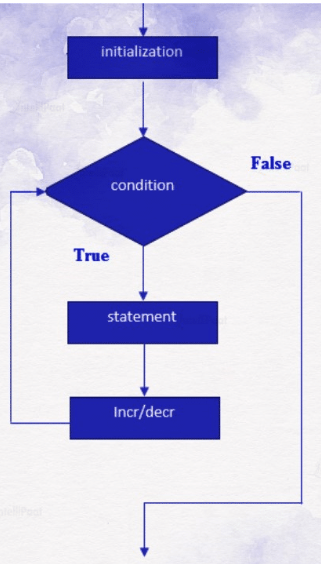 initialization
condition
False
True
statement
Incr/decr